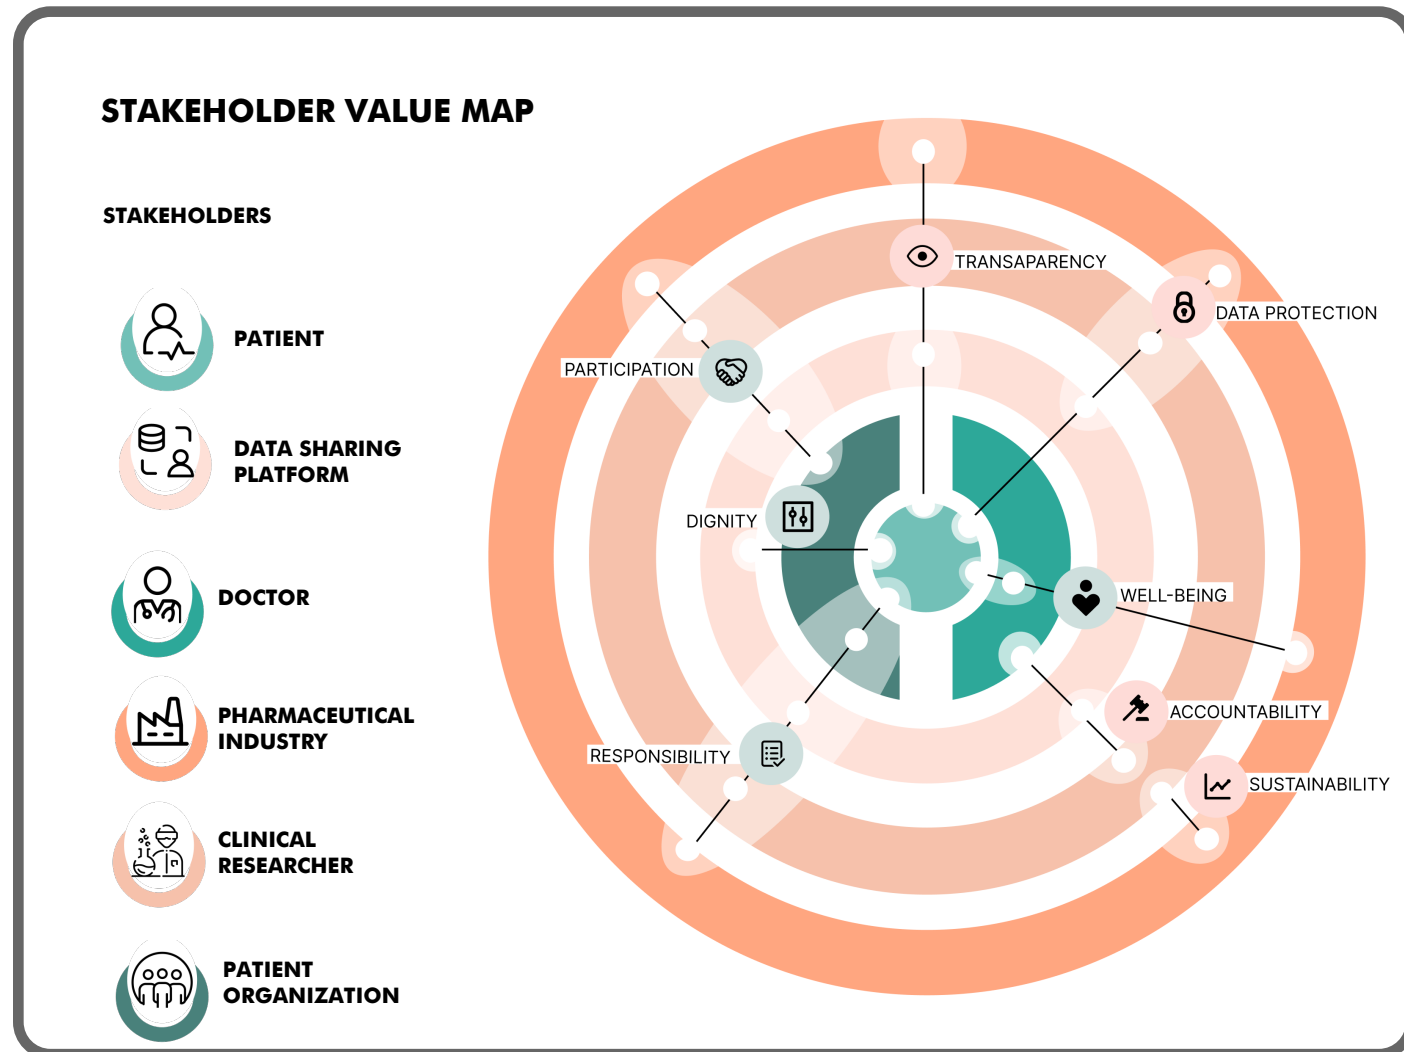 STAKEHOLDER VALUE MAP
STAKEHOLDERS
PATIENT
DATA SHARING
PLATFORM
DOCTOR
PHARMACEUTICAL
INDUSTRY
CLINICAL
RESEARCHER
PATIENT
ORGANIZATION
TRANSAPARENCY
DATA PROTECTION
PARTICIPATION
DIGNITY
WELL-BEING
ACCOUNTABILITY
RESPONSIBILITY
SUSTAINABILITY